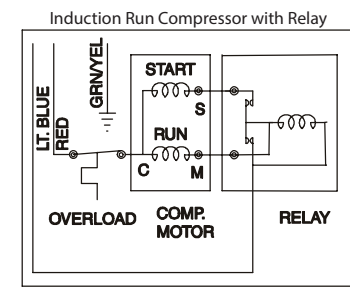 Induction Run Compressor with Relay
START
S
RUN
C
M
LT. BLUE
RED
GRN/YEL
OVERLOAD
COMP.
MOTOR
RELAY